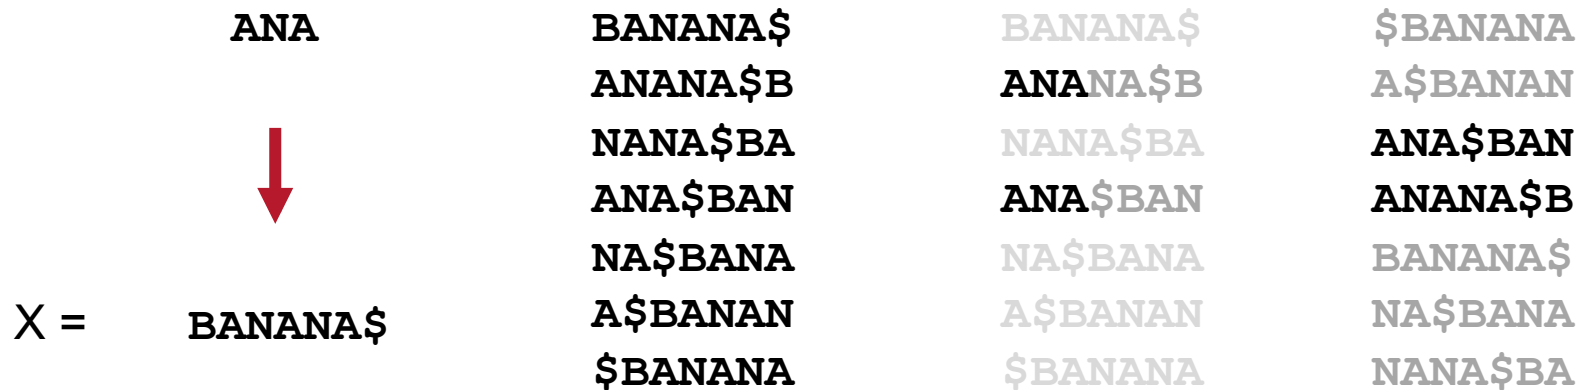 ANA BANANA$ BANANA$ $BANANA
ANANA$B ANANA$B A$BANAN
NANA$BA NANA$BA ANA$BAN
ANA$BAN ANA$BAN ANANA$B
NA$BANA NA$BANA BANANA$
X = BANANA$ A$BANAN A$BANAN NA$BANA
$BANANA $BANANA NANA$BA